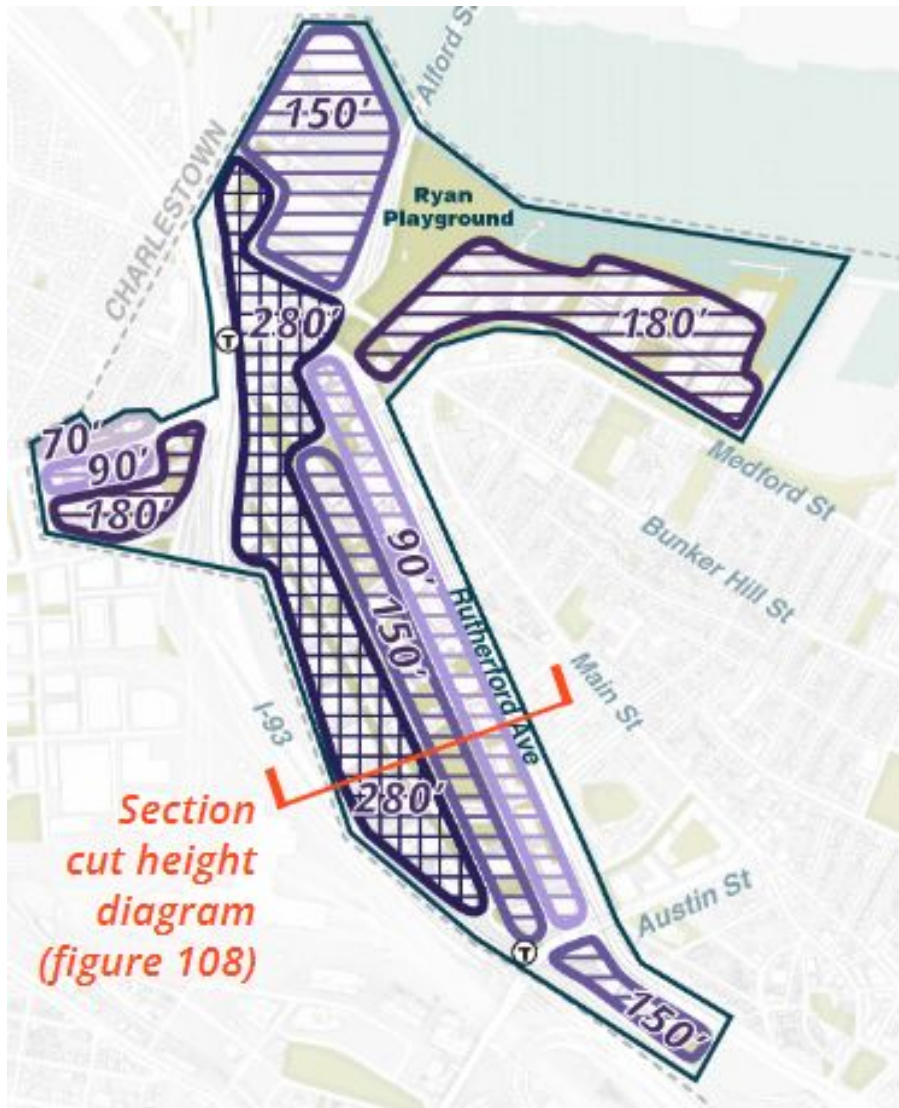 Alford St
150'
CHARLESTOWN
Ryan
Playground
280'
180'
T
70'
90'
180'
Medford St
Bunker Hill St
90'
150'
Rutherford Ave
Main St
I-93
280'
Section
cut height
diagram
(figure 108)
Austin St
T
150'